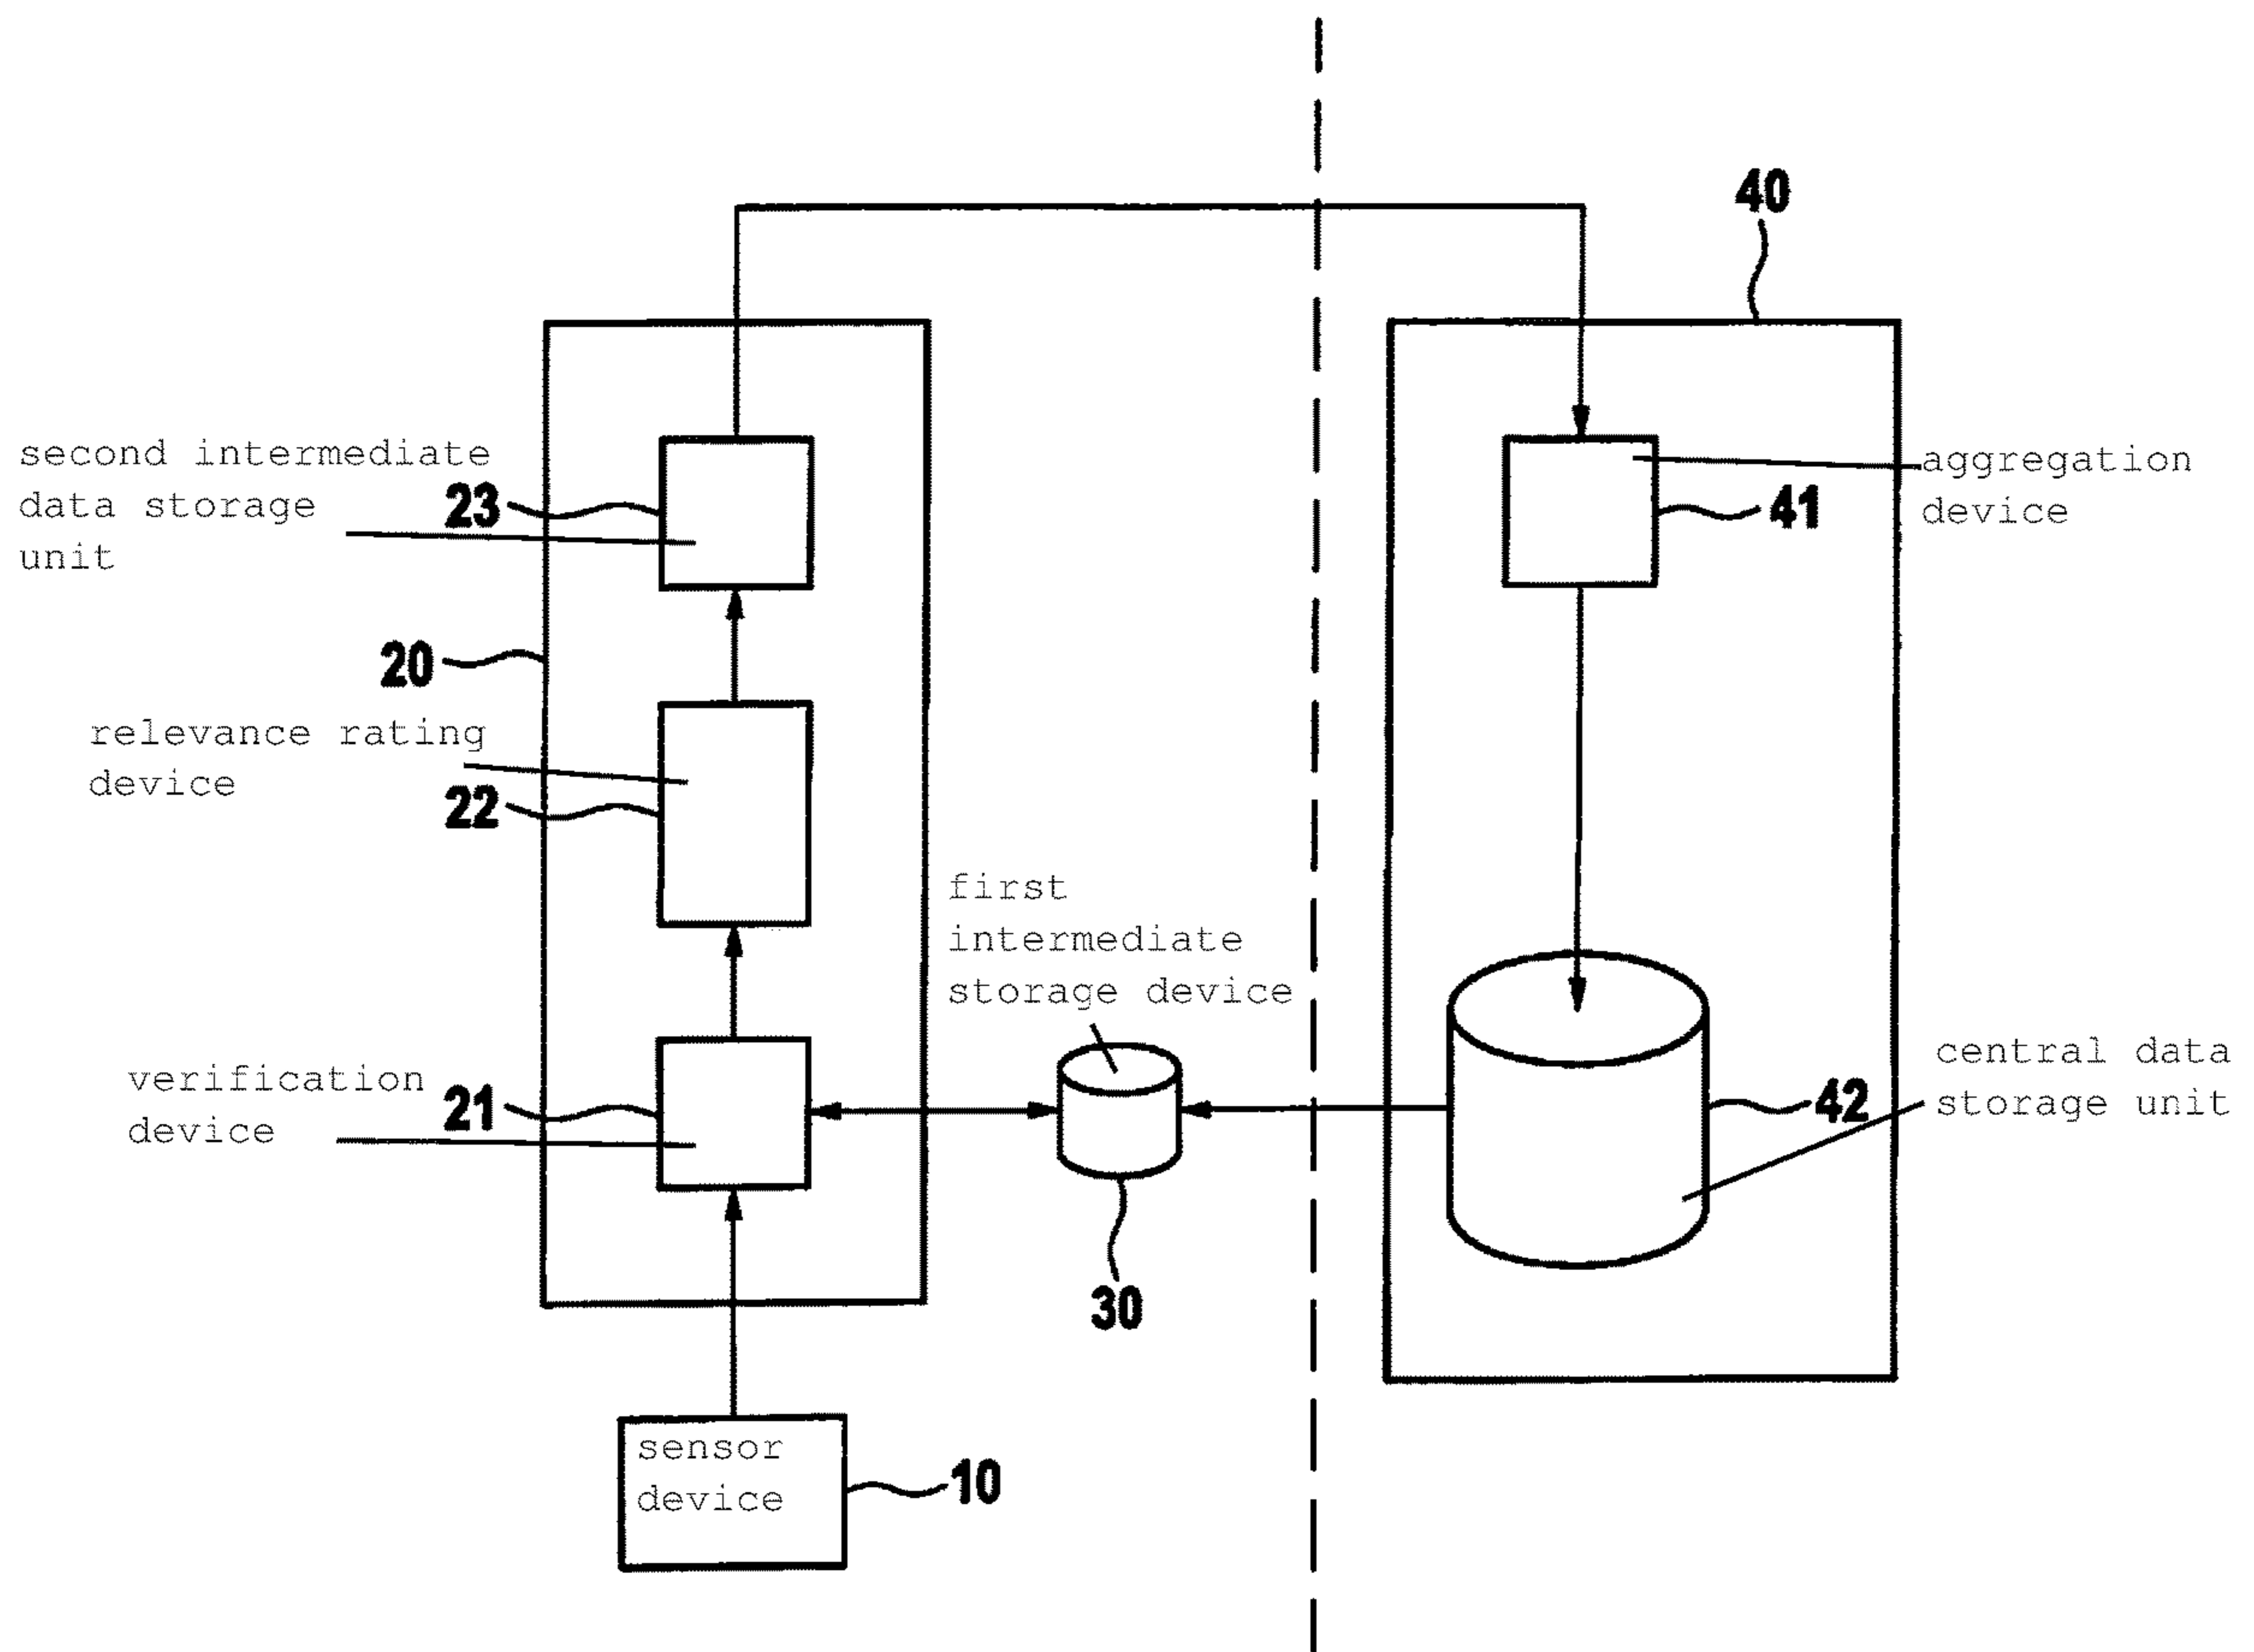 40
second intermediate
data storage
unit
23
aggregation
device
41
20
relevance rating
device
22
first
intermediate
storage device
verification
device
21
central data
storage unit
42
30
sensor
device
10